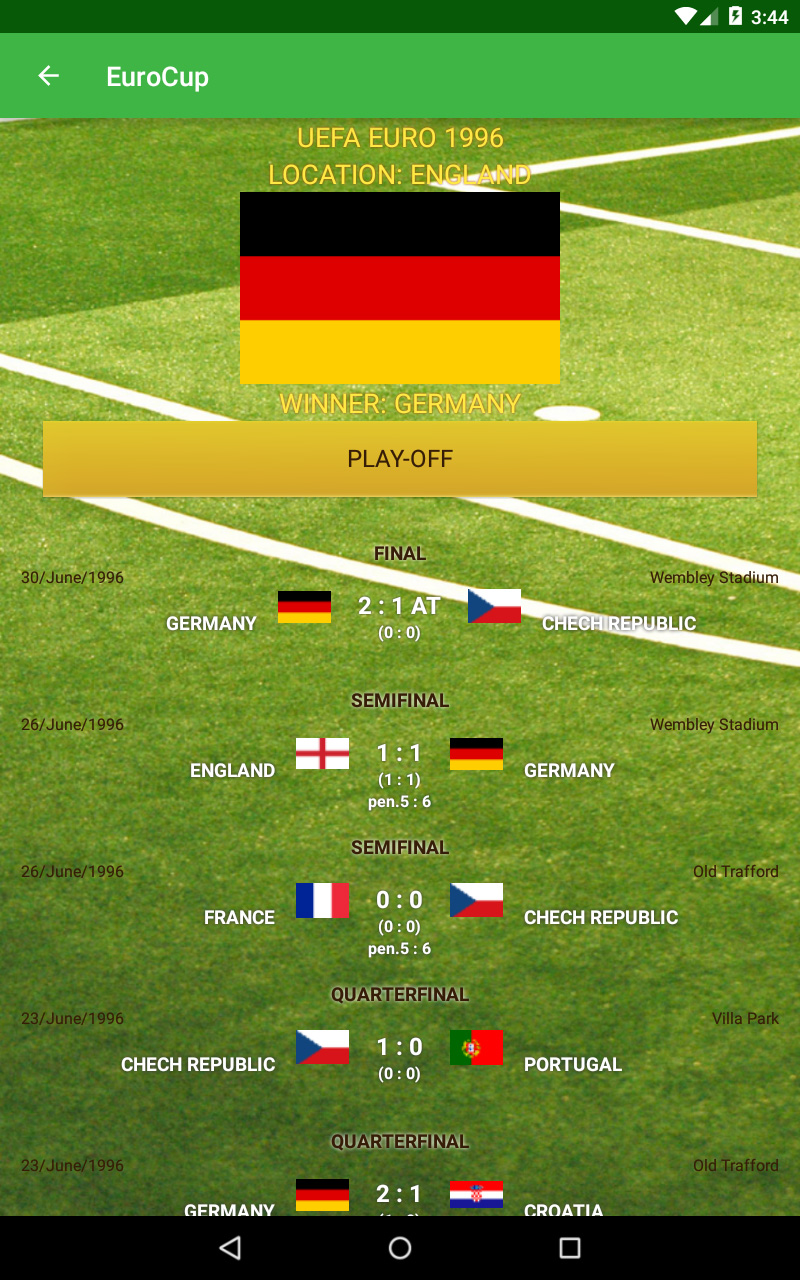 3:44
EuroCup
UEFA EURO 1996
LOCATION: ENGLAND
WINNER: GERMANY
PLAY-OFF
FINAL
30/June/1996 Wembley Stadium
GERMANY 2 : 1 AT CHECH REPUBLIC
(0 : 0)
SEMIFINAL
26/June/1996 Wembley Stadium
ENGLAND 1 : 1 GERMANY
(1 : 1)
pen.5 : 6
SEMIFINAL
26/June/1996 Old Trafford
FRANCE 0 : 0 CHECH REPUBLIC
(0 : 0)
pen.5 : 6
QUARTERFINAL
23/June/1996 Villa Park
CHECH REPUBLIC 1 : 0 PORTUGAL
(0 : 0)
QUARTERFINAL
23/June/1996 Old Trafford
GERMANY 2 : 1 CROATIA